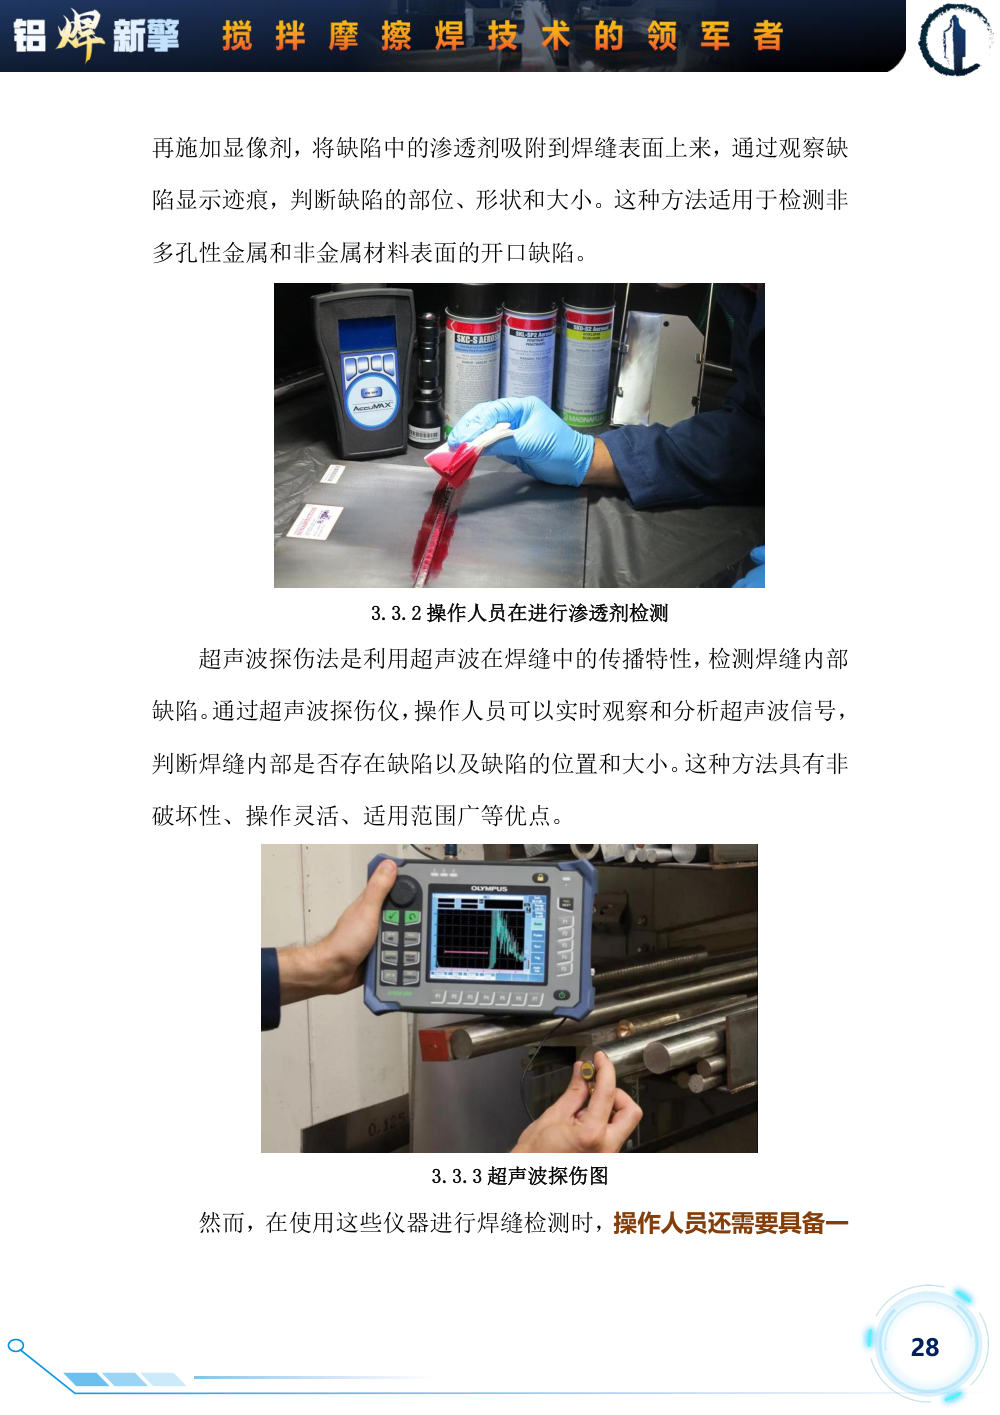 铝焊新擎 搅拌摩擦焊技术的领军者
再施加显像剂，将缺陷中的渗透剂吸附到焊缝表面上来，通过观察缺
陷显示迹痕，判断缺陷的部位、形状和大小。这种方法适用于检测非
多孔性金属和非金属材料表面的开口缺陷。
SKC-S AEROSOL
SKL-SP2 Aerosol
SKD-S2 Aerosol
AccuMAX
3.3.2 操作人员在进行渗透剂检测
超声波探伤法是利用超声波在焊缝中的传播特性，检测焊缝内部
缺陷。通过超声波探伤仪，操作人员可以实时观察和分析超声波信号，
判断焊缝内部是否存在缺陷以及缺陷的位置和大小。这种方法具有非
破坏性、操作灵活、适用范围广等优点。
OLYMPUS
3.3.3 超声波探伤图
然而，在使用这些仪器进行焊缝检测时，操作人员还需要具备一
28